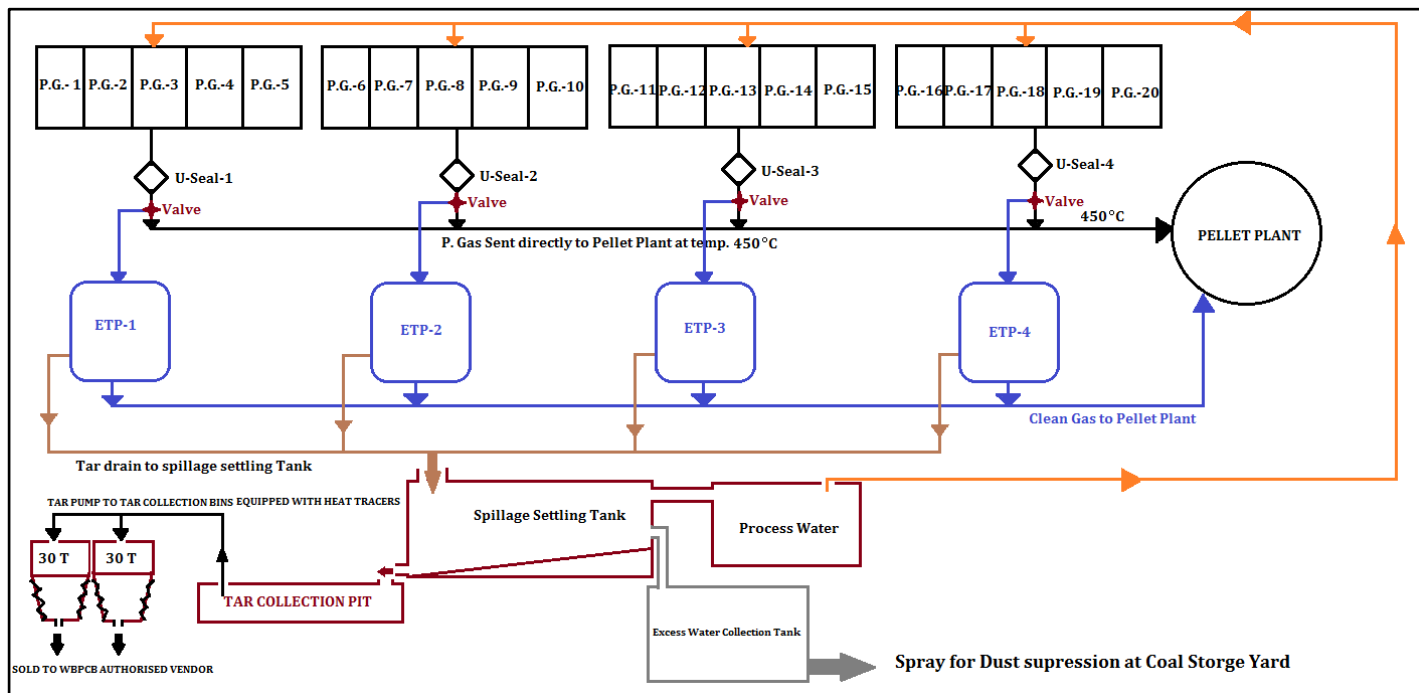 P.G.- 1 P.G.-2 P.G.-3 P.G.-4 P.G.-5
P.G.-6 P.G.-7 P.G.-8 P.G.-9 P.G.-10
P.G.-11 P.G.-12 P.G.-13 P.G.-14 P.G.-15
P.G.-16 P.G.-17 P.G.-18 P.G.-19 P.G.-20
U-Seal-1
U-Seal-2
U-Seal-3
U-Seal-4
Valve
Valve
Valve
Valve
450°C
P. Gas Sent directly to Pellet Plant at temp. 450°C
PELLET PLANT
ETP-1
ETP-2
ETP-3
ETP-4
Clean Gas to Pellet Plant
Tar drain to spillage settling Tank
TAR PUMP TO TAR COLLECTION BINS EQUIPPED WITH HEAT TRACERS
Spillage Settling Tank
Process Water
30 T
30 T
TAR COLLECTION PIT
Excess Water Collection Tank
SOLD TO WBPCB AUTHORISED VENDOR
Spray for Dust supression at Coal Storge Yard